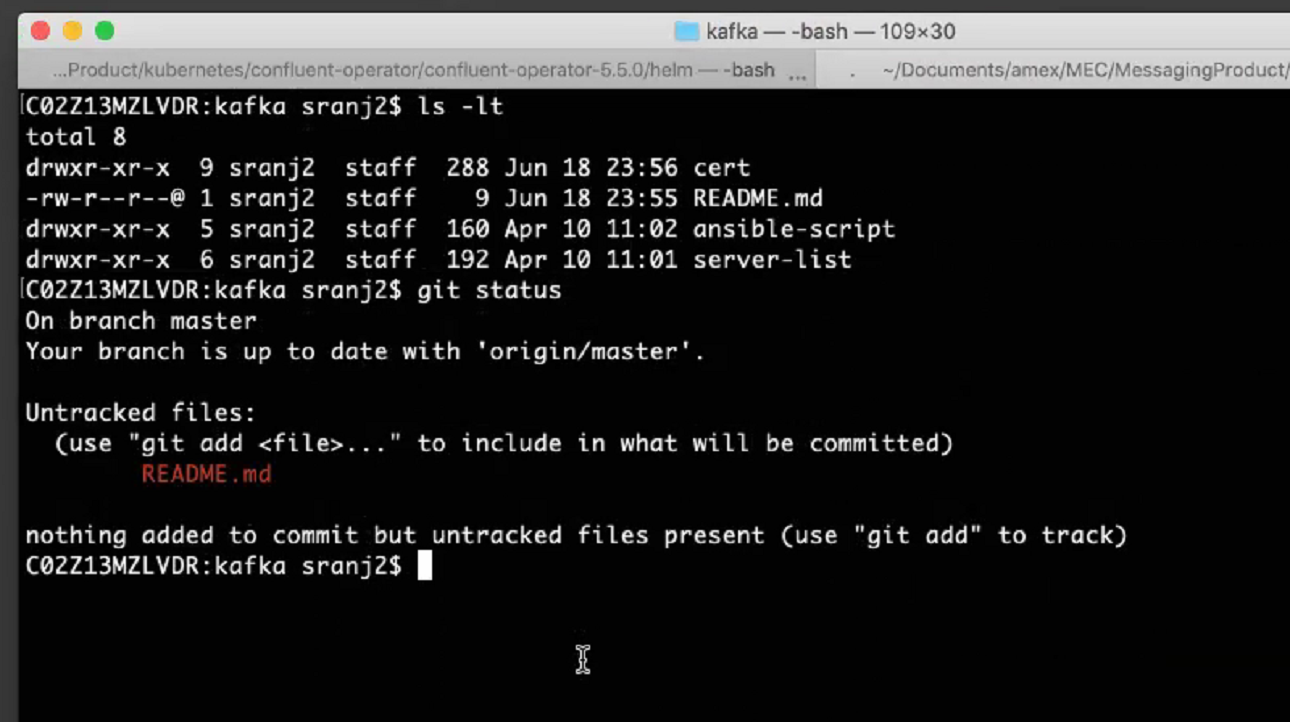 kafka — -bash — 109×30
...Product/kubernetes/confluent-operator/confluent-operator-5.5.0/helm — -bash ... . ~/Documents/amex/MEC/MessagingProduct/
[C02Z13MZLVDR:kafka sranj2$ ls -lt
total 8
drwxr-xr-x  9 sranj2  staff  288 Jun 18 23:56 cert
-rw-r--r--@ 1 sranj2  staff    9 Jun 18 23:55 README.md
drwxr-xr-x  5 sranj2  staff  160 Apr 10 11:02 ansible-script
drwxr-xr-x  6 sranj2  staff  192 Apr 10 11:01 server-list
[C02Z13MZLVDR:kafka sranj2$ git status
On branch master
Your branch is up to date with 'origin/master'.
Untracked files:
  (use "git add <file>..." to include in what will be committed)
        README.md
nothing added to commit but untracked files present (use "git add" to track)
C02Z13MZLVDR:kafka sranj2$